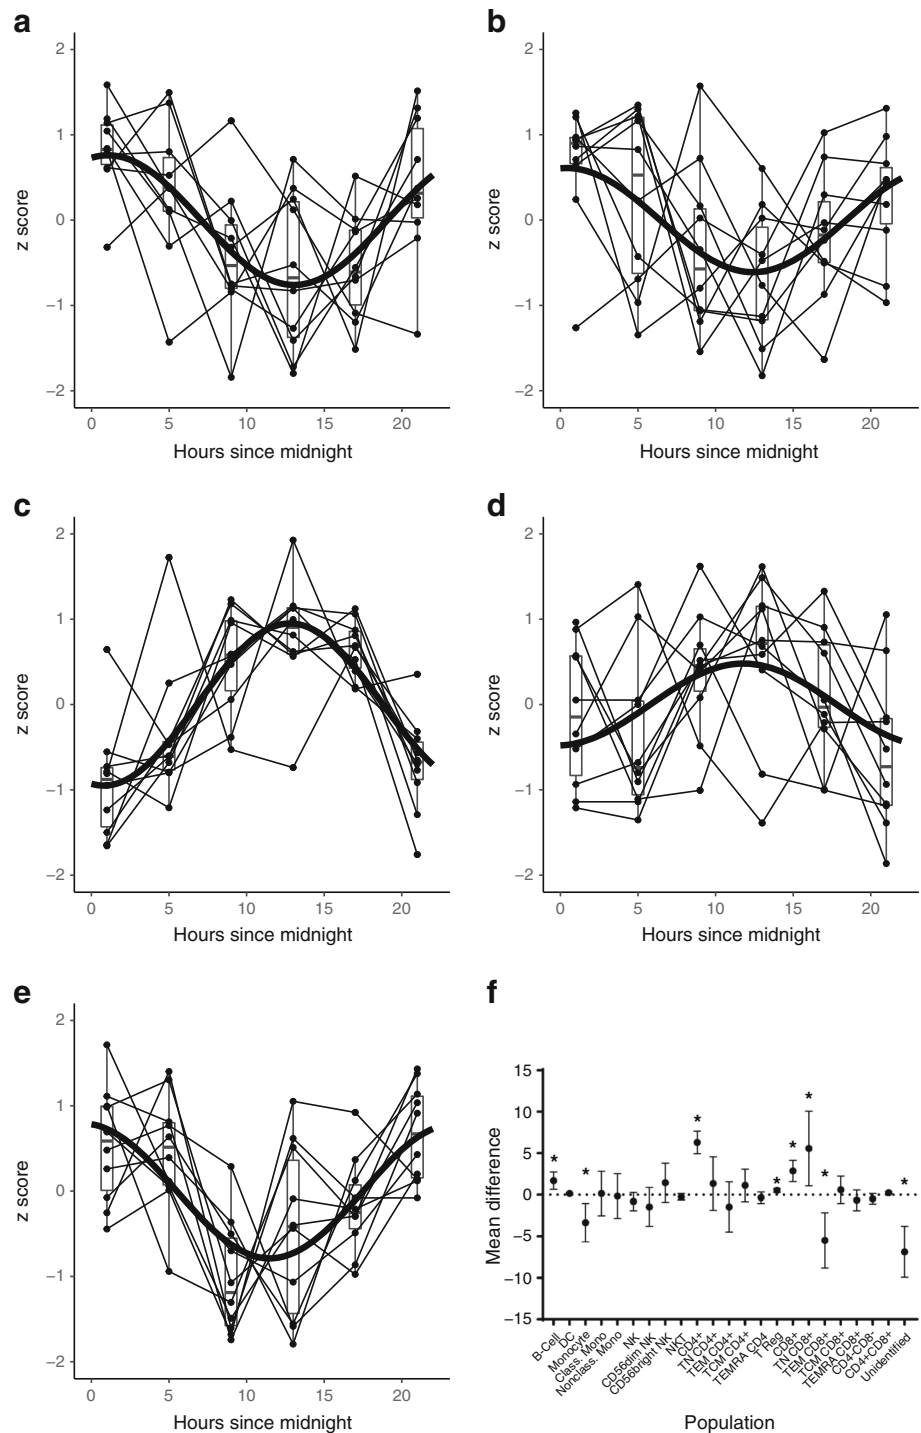 a
b
2
1
0
−1
−2
z score
0 5 10 15 20
Hours since midnight
2
1
0
−1
−2
z score
0 5 10 15 20
Hours since midnight
c
d
2
1
0
−1
−2
z score
0 5 10 15 20
Hours since midnight
2
1
0
−1
−2
z score
0 5 10 15 20
Hours since midnight
e
f
2
1
0
−1
−2
z score
0 5 10 15 20
Hours since midnight
15
10
5
0
−5
−10
−15
Mean difference
* * * * * * * *
B-Cell
DC
Monocyte
Class. Mono
Nonclass. Mono
NK
CD56dim NK
CD56bright NK
NKT
CD4+
TN CD4+
TEM CD4+
TCM CD4+
TEMRA CD4
T Reg
CD8+
TN CD8+
TEM CD8+
TCM CD8+
TEMRA CD8+
CD4-CD8-
CD4+CD8+
Unidentified
Population